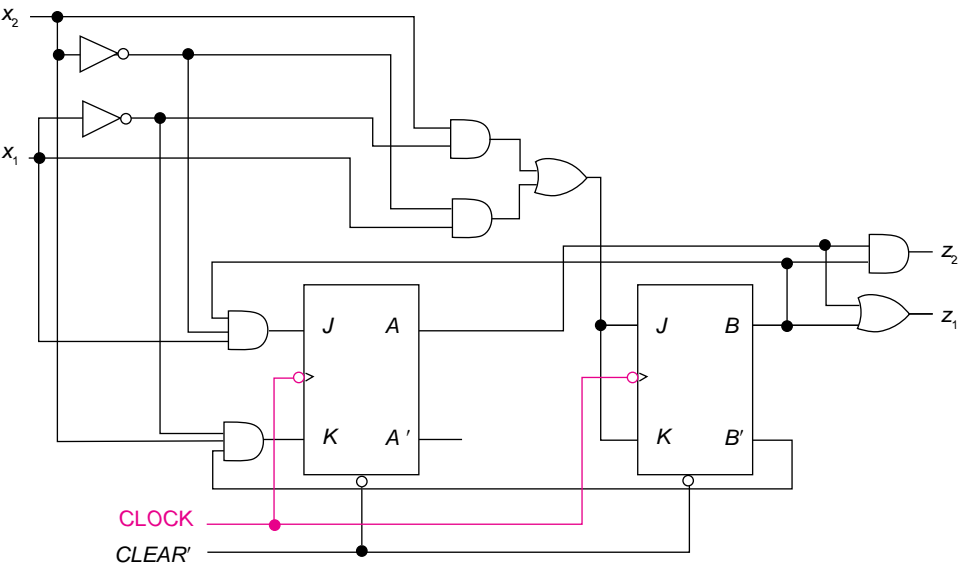 x₂
x₁
z₂
z₁
J A
K A′
J B
K B′
CLOCK
CLEAR′